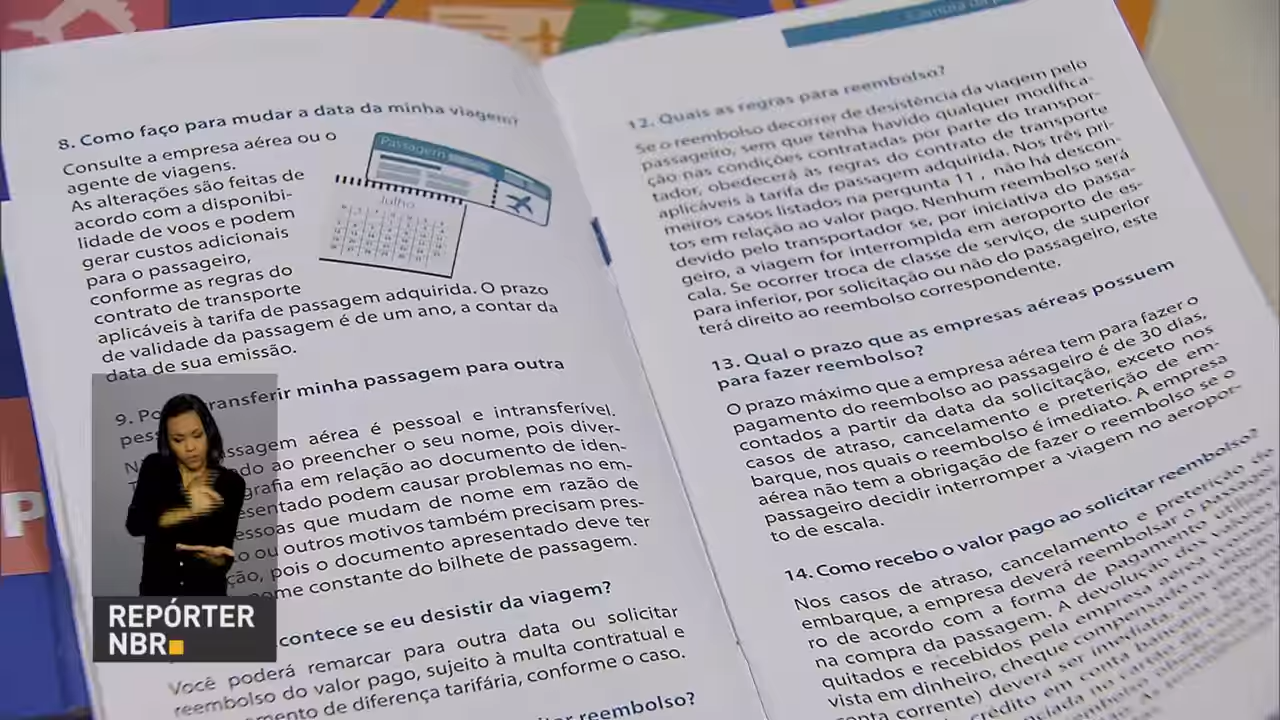 8. Como faço para mudar a data da minha viagem?
Consulte a empresa aérea ou o
agente de viagens.
As alterações são feitas de
acordo com a disponibi-
lidade de voos e podem
gerar custos adicionais
para o passageiro,
conforme as regras do
contrato de transporte
aplicáveis à tarifa de passagem adquirida. O prazo
de validade da passagem é de um ano, a contar da
data de sua emissão.
Passagem
Julho
9. transferir minha passagem para outra
aérea é pessoal e intransferível.
ao preencher o seu nome, pois diver-
grafia em relação ao documento de iden-
podem causar problemas no em-
que mudam de nome em razão de
ou outros motivos também precisam pres-
pois o documento apresentado deve ter
constante do bilhete de passagem.
contece se eu desistir da viagem?
Você poderá remarcar para outra data ou solicitar
reembolso do valor pago, sujeito à multa contratual e
de diferença tarifária, conforme o caso.
reembolso?
12. Quais as regras para reembolso?
Se o reembolso decorrer de desistência da viagem pelo
passageiro, sem que tenha havido qualquer modifica-
ção nas condições contratadas por parte do transpor-
tador, obedecerá às regras do contrato de transporte
aplicáveis à tarifa de passagem adquirida. Nos três pri-
meiros casos listados na pergunta 11 , não há descon-
tos em relação ao valor pago. Nenhum reembolso será
devido pelo transportador se, por iniciativa do passa-
geiro, a viagem for interrompida em aeroporto de es-
cala. Se ocorrer troca de classe de serviço, de superior
para inferior, por solicitação ou não do passageiro, este
terá direito ao reembolso correspondente.
13. Qual o prazo que as empresas aéreas possuem
para fazer reembolso?
O prazo máximo que a empresa aérea tem para fazer o
pagamento do reembolso ao passageiro é de 30 dias,
contados a partir da data da solicitação, exceto nos
casos de atraso, cancelamento e preterição de em-
barque, nos quais o reembolso é imediato. A empresa
aérea não tem a obrigação de fazer o reembolso se o
passageiro decidir interromper a viagem no aeropor-
to de escala.
14. Como recebo o valor pago ao solicitar reembolso?
Nos casos de atraso, cancelamento e preterição de
embarque, a empresa deverá reembolsar o passagei
ro de acordo com a forma de pagamento
na compra da passagem. A devolução dos valores
quitados e recebidos pela empresa aérea,
vista em dinheiro, cheque compensado ou
corrente) deverá ser imediata, em
crédito em conta
REPÓRTER
NBR